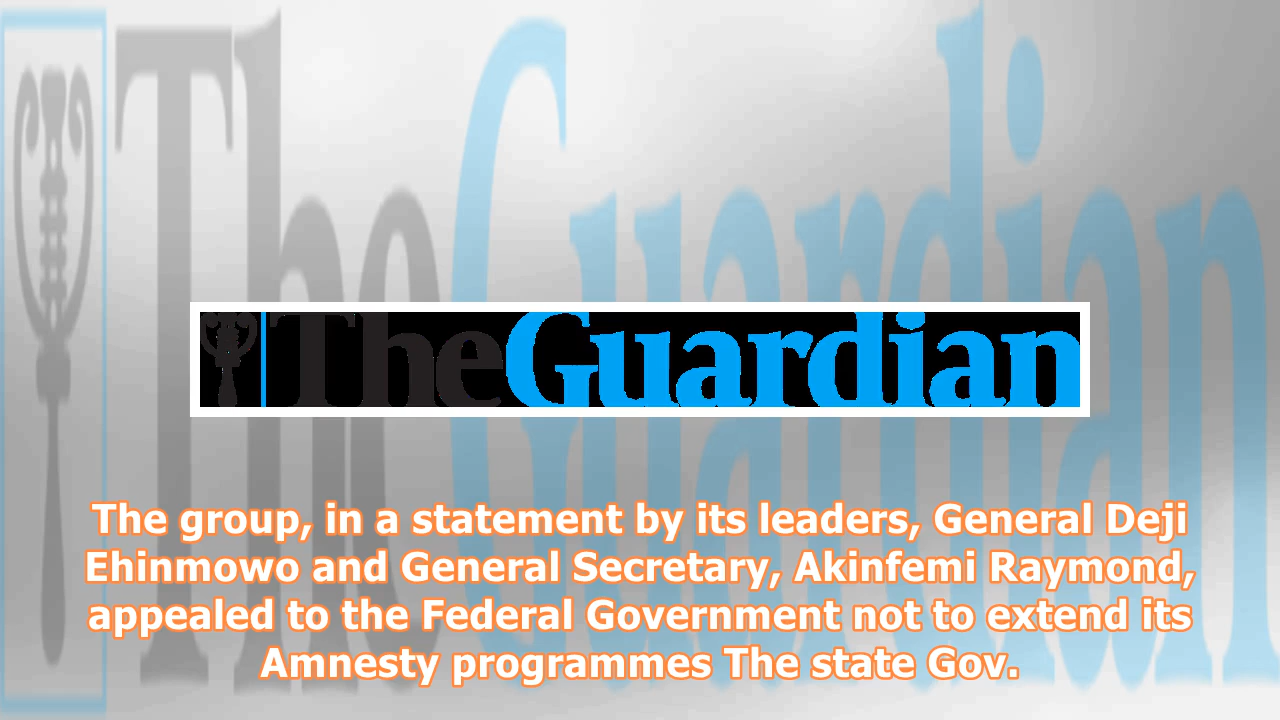 TheGuardian
TheGuardian
The group, in a statement by its leaders, General Deji
Ehinmowo and General Secretary, Akinfemi Raymond,
appealed to the Federal Government not to extend its
Amnesty programmes The state Gov.